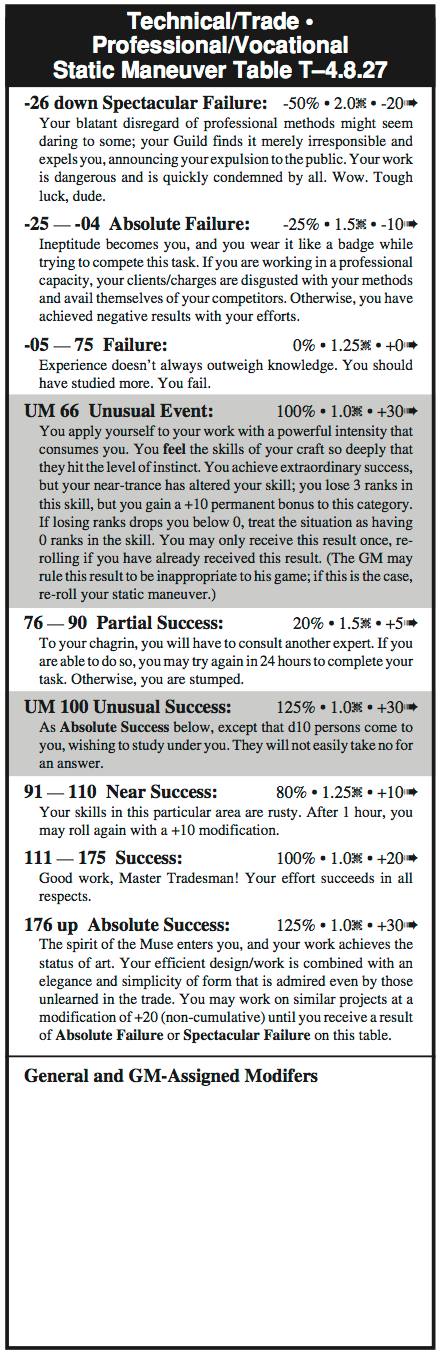 Technical/Trade •
Professional/Vocational
Static Maneuver Table T–4.8.27
-26 down Spectacular Failure: -50% • 2.0⌘ • -20➠
Your blatant disregard of professional methods might seem
daring to some; your Guild finds it merely irresponsible and
expels you, announcing your expulsion to the public. Your work
is dangerous and is quickly condemned by all. Wow. Tough
luck, dude.
-25 — -04 Absolute Failure: -25% • 1.5⌘ • -10➠
Ineptitude becomes you, and you wear it like a badge while
trying to compete this task. If you are working in a professional
capacity, your clients/charges are disgusted with your methods
and avail themselves of your competitors. Otherwise, you have
achieved negative results with your efforts.
-05 — 75 Failure: 0% • 1.25⌘ • +0➠
Experience doesn't always outweigh knowledge. You should
have studied more. You fail.
UM 66 Unusual Event: 100% • 1.0⌘ • +30➠
You apply yourself to your work with a powerful intensity that
consumes you. You feel the skills of your craft so deeply that
they hit the level of instinct. You achieve extraordinary success,
but your near-trance has altered your skill; you lose 3 ranks in
this skill, but you gain a +10 permanent bonus to this category.
If losing ranks drops you below 0, treat the situation as having
0 ranks in the skill. You may only receive this result once, re-
rolling if you have already received this result. (The GM may
rule this result to be inappropriate to his game; if this is the case,
re-roll your static maneuver.)
76 — 90 Partial Success: 20% • 1.5⌘ • +5➠
To your chagrin, you will have to consult another expert. If you
are able to do so, you may try again in 24 hours to complete your
task. Otherwise, you are stumped.
UM 100 Unusual Success: 125% • 1.0⌘ • +30➠
As Absolute Success below, except that d10 persons come to
you, wishing to study under you. They will not easily take no for
an answer.
91 — 110 Near Success: 80% • 1.25⌘ • +10➠
Your skills in this particular area are rusty. After 1 hour, you
may roll again with a +10 modification.
111 — 175 Success: 100% • 1.0⌘ • +20➠
Good work, Master Tradesman! Your effort succeeds in all
respects.
176 up Absolute Success: 125% • 1.0⌘ • +30➠
The spirit of the Muse enters you, and your work achieves the
status of art. Your efficient design/work is combined with an
elegance and simplicity of form that is admired even by those
unlearned in the trade. You may work on similar projects at a
modification of +20 (non-cumulative) until you receive a result
of Absolute Failure or Spectacular Failure on this table.
General and GM-Assigned Modifers